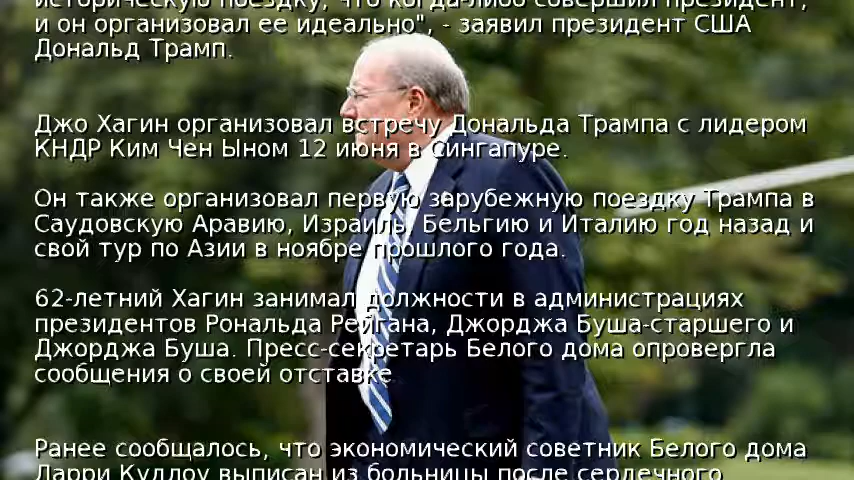 историческую поездку, что когда-либо совершил президент,
и он организовал ее идеально", - заявил президент США
Дональд Трамп.
Джо Хагин организовал встречу Дональда Трампа с лидером
КНДР Ким Чен Ыном 12 июня в Сингапуре.
Он также организовал первую зарубежную поездку Трампа в
Саудовскую Аравию, Израиль, Бельгию и Италию год назад и
свой тур по Азии в ноябре прошлого года.
62-летний Хагин занимал должности в администрациях
президентов Рональда Рейгана, Джорджа Буша-старшего и
Джорджа Буша. Пресс-секретарь Белого дома опровергла
сообщения о своей отставке
Ранее сообщалось, что экономический советник Белого дома
Ларри Кудлоу выписан из больницы после сердечного